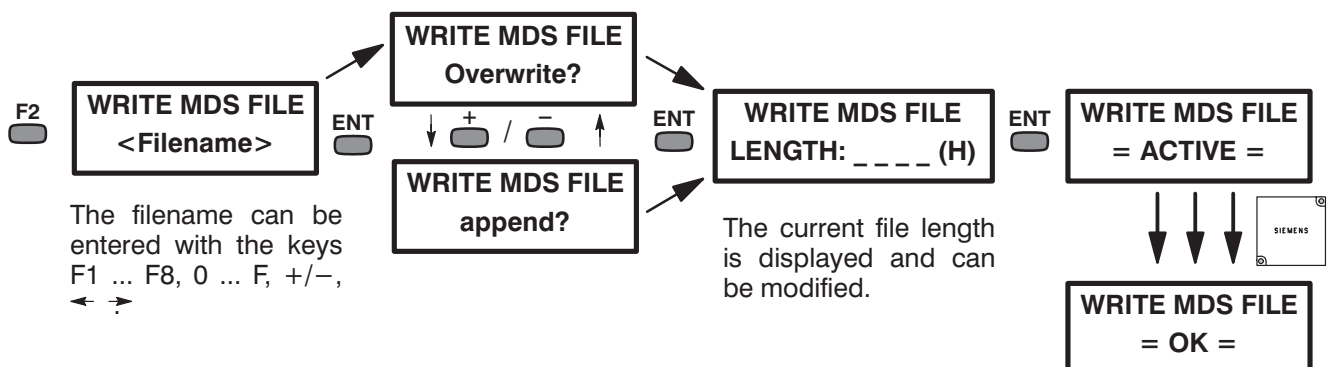 F2
WRITE MDS FILE
<Filename>
The filename can be
entered with the keys
F1 ... F8, 0 ... F, +/−,
← → .
ENT
WRITE MDS FILE
Overwrite?
↓ + / − ↑
WRITE MDS FILE
append?
ENT
WRITE MDS FILE
LENGTH: _ _ _ _ (H)
The current file length
is displayed and can
be modified.
ENT
WRITE MDS FILE
= ACTIVE =
SIEMENS
WRITE MDS FILE
= OK =